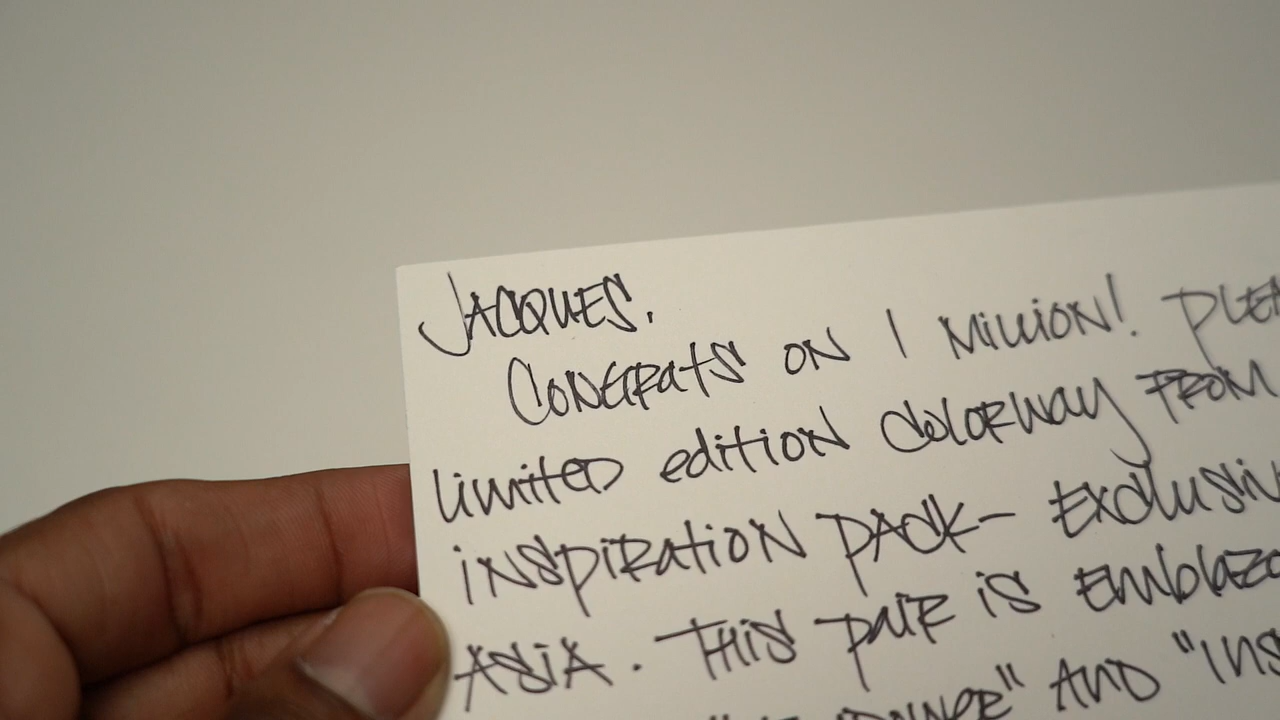 JACQUES.
CONGRATS ON 1 MILLION! PLEA
limited edition COLORWAY FROM
INSPIRATION PACK- EXCLUSIV
ASIA. THIS PAIR is EMBLAZO
" AND "INS